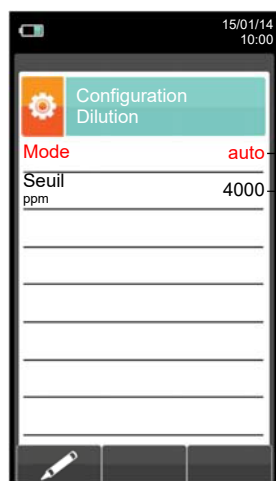 15/01/14
10:00
Configuration
Dilution
Mode auto
Seuil
ppm 4000